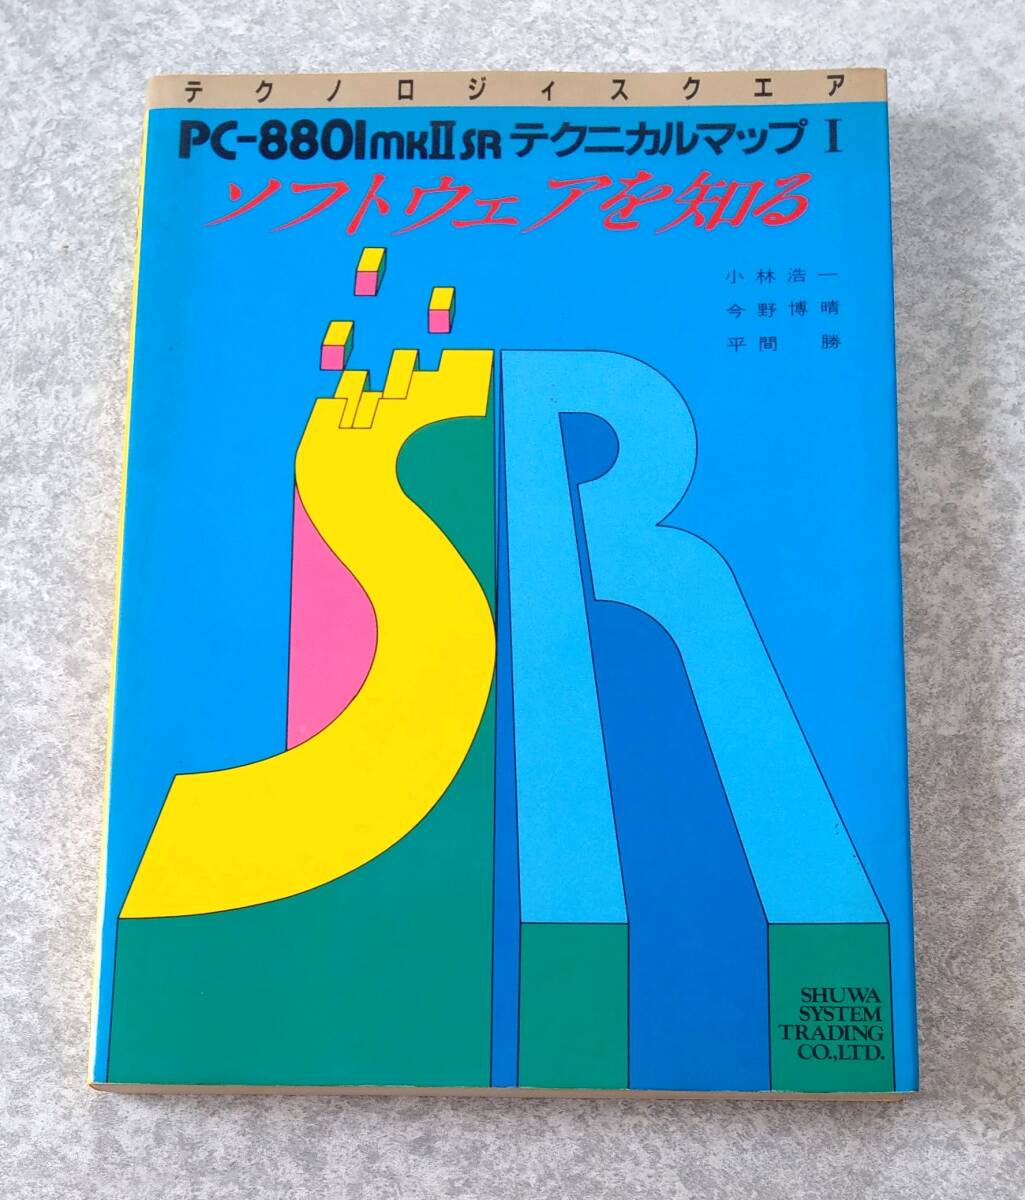 テクノロジィスクエア
PC-8801mkII SR テクニカルマップ I
ソフトウェアを知る
小林浩一
今野博晴
平間 勝
SR
SHUWA
SYSTEM
TRADING
CO.,LTD.